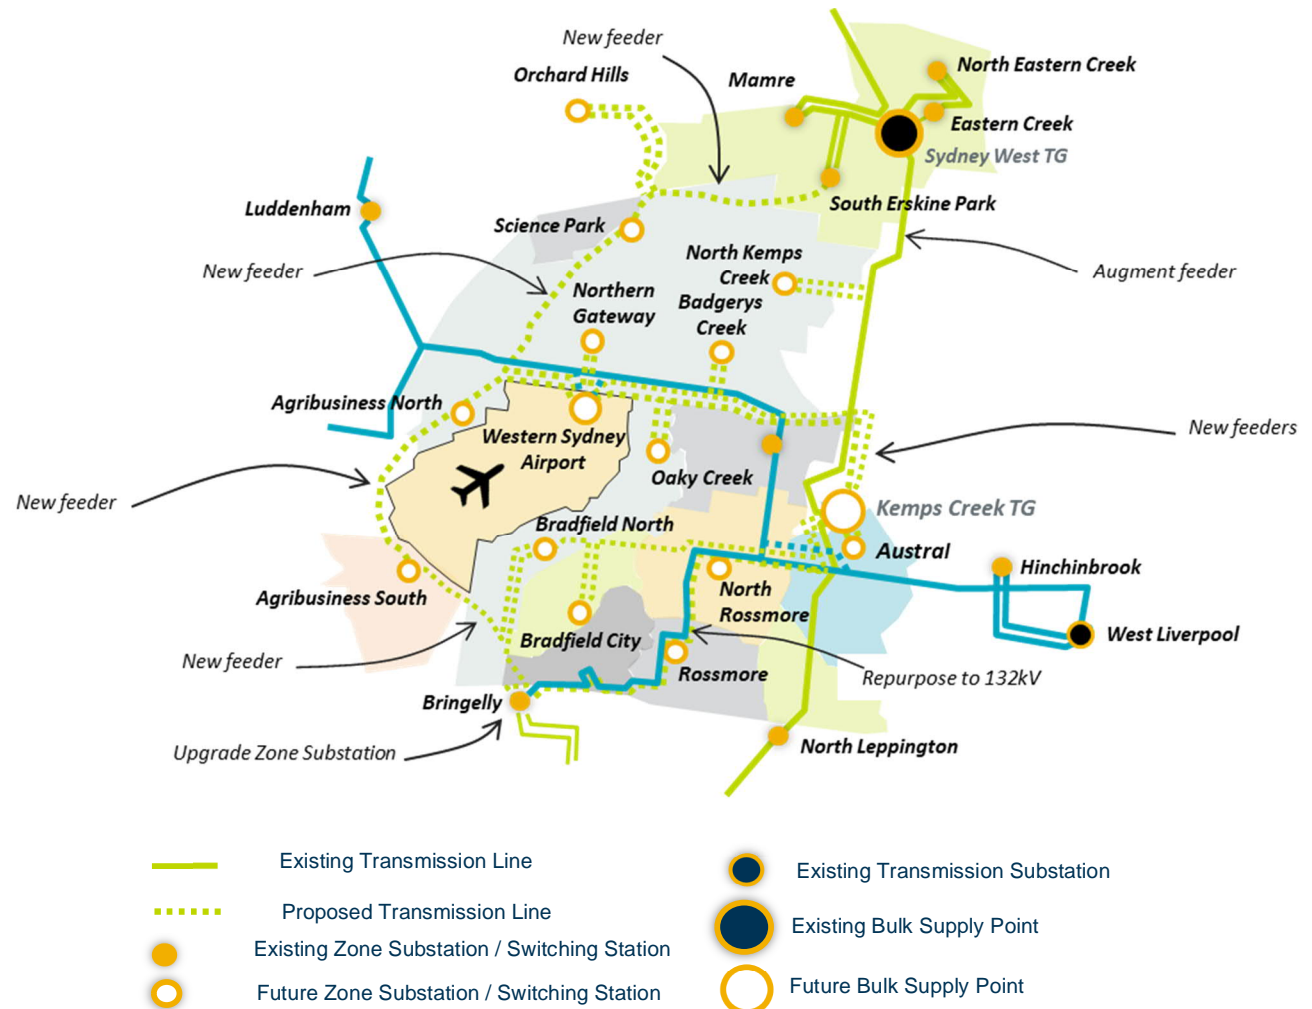 New feeder
Orchard Hills
Mamre
North Eastern Creek
Eastern Creek
Sydney West TG
Luddenham
South Erskine Park
Science Park
North Kemps
Creek
New feeder
Augment feeder
Northern
Gateway
Badgerys
Creek
Agribusiness North
Western Sydney
Airport
New feeders
Oaky Creek
New feeder
Kemps Creek TG
Bradfield North
Austral
Hinchinbrook
North
Rossmore
Agribusiness South
Bradfield City
West Liverpool
New feeder
Rossmore
Repurpose to 132kV
Bringelly
Upgrade Zone Substation
North Leppington
Existing Transmission Line
Existing Transmission Substation
Proposed Transmission Line
Existing Bulk Supply Point
Existing Zone Substation / Switching Station
Future Zone Substation / Switching Station
Future Bulk Supply Point